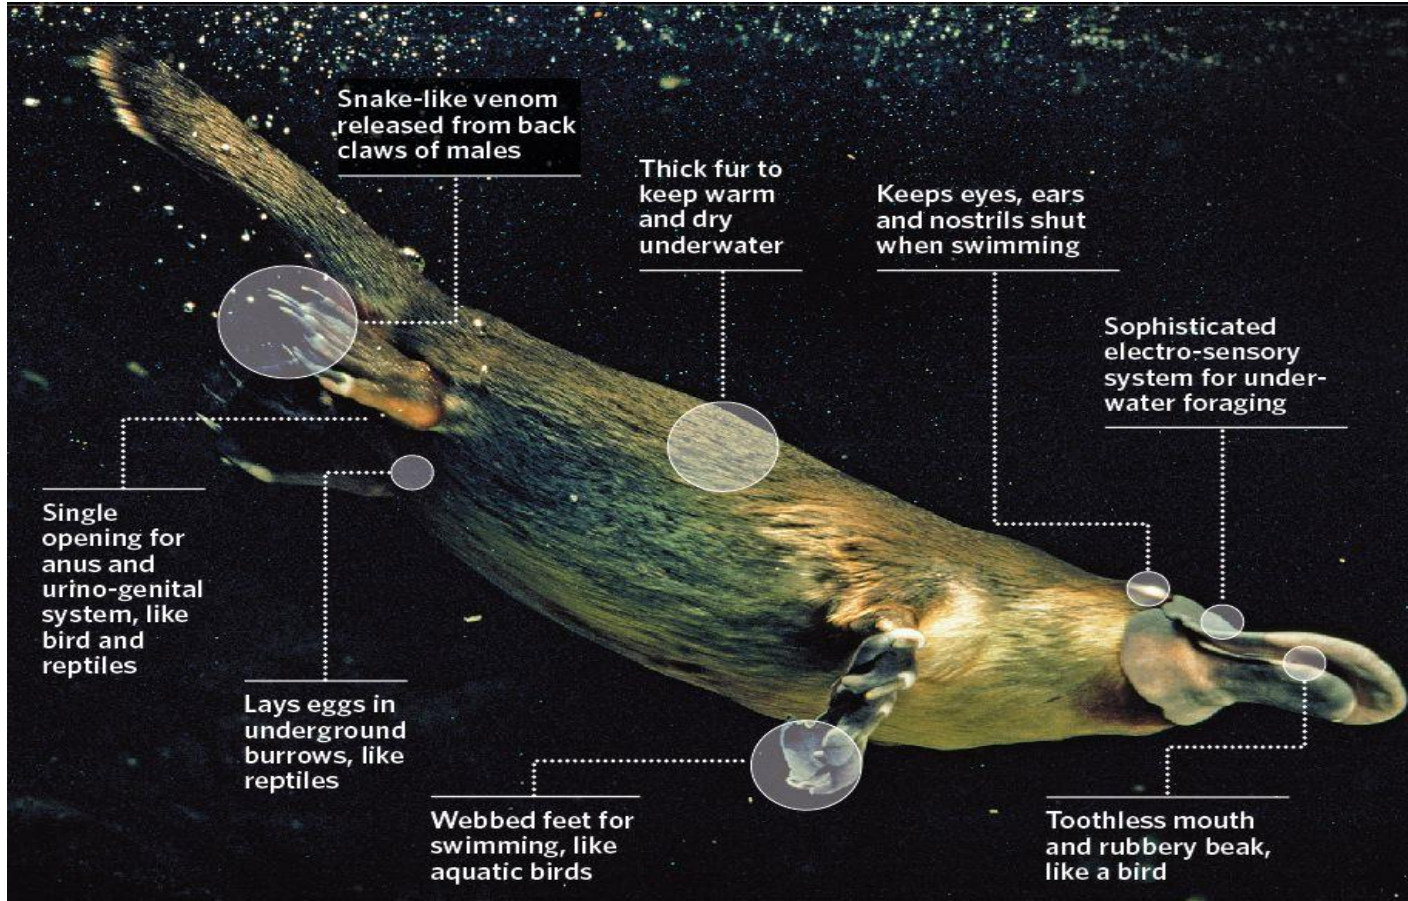 Snake-like venom
released from back
claws of males
Thick fur to
keep warm
and dry
underwater
Keeps eyes, ears
and nostrils shut
when swimming
Sophisticated
electro-sensory
system for under-
water foraging
Single
opening for
anus and
urino-genital
system, like
bird and
reptiles
Lays eggs in
underground
burrows, like
reptiles
Webbed feet for
swimming, like
aquatic birds
Toothless mouth
and rubbery beak,
like a bird